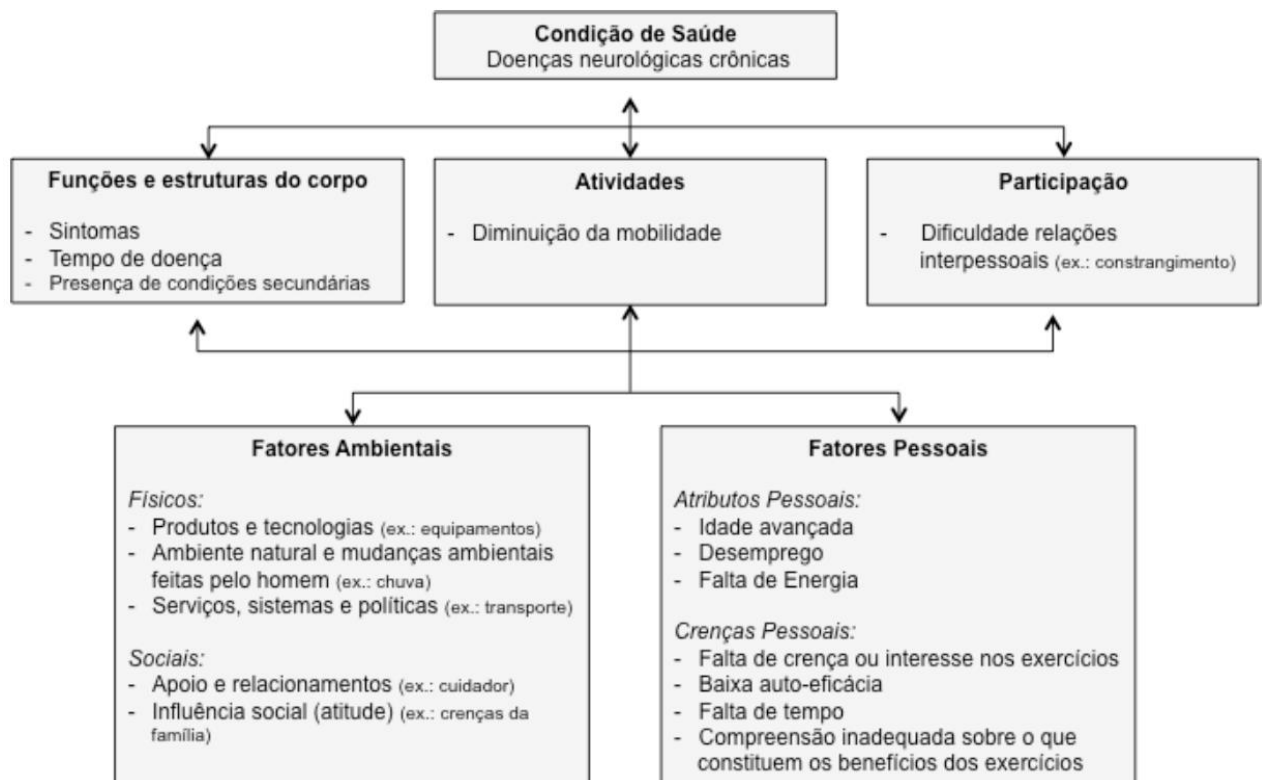 Condição de Saúde
Doenças neurológicas crônicas
Funções e estruturas do corpo
- Sintomas
- Tempo de doença
- Presença de condições secundárias
Atividades
- Diminuição da mobilidade
Participação
- Dificuldade relações
interpessoais (ex.: constrangimento)
Fatores Ambientais
Físicos:
- Produtos e tecnologias (ex.: equipamentos)
- Ambiente natural e mudanças ambientais
feitas pelo homem (ex.: chuva)
- Serviços, sistemas e políticas (ex.: transporte)
Sociais:
- Apoio e relacionamentos (ex.: cuidador)
- Influência social (atitude) (ex.: crenças da
família)
Fatores Pessoais
Atributos Pessoais:
- Idade avançada
- Desemprego
- Falta de Energia
Crenças Pessoais:
- Falta de crença ou interesse nos exercícios
- Baixa auto-eficácia
- Falta de tempo
- Compreensão inadequada sobre o que
constituem os benefícios dos exercícios